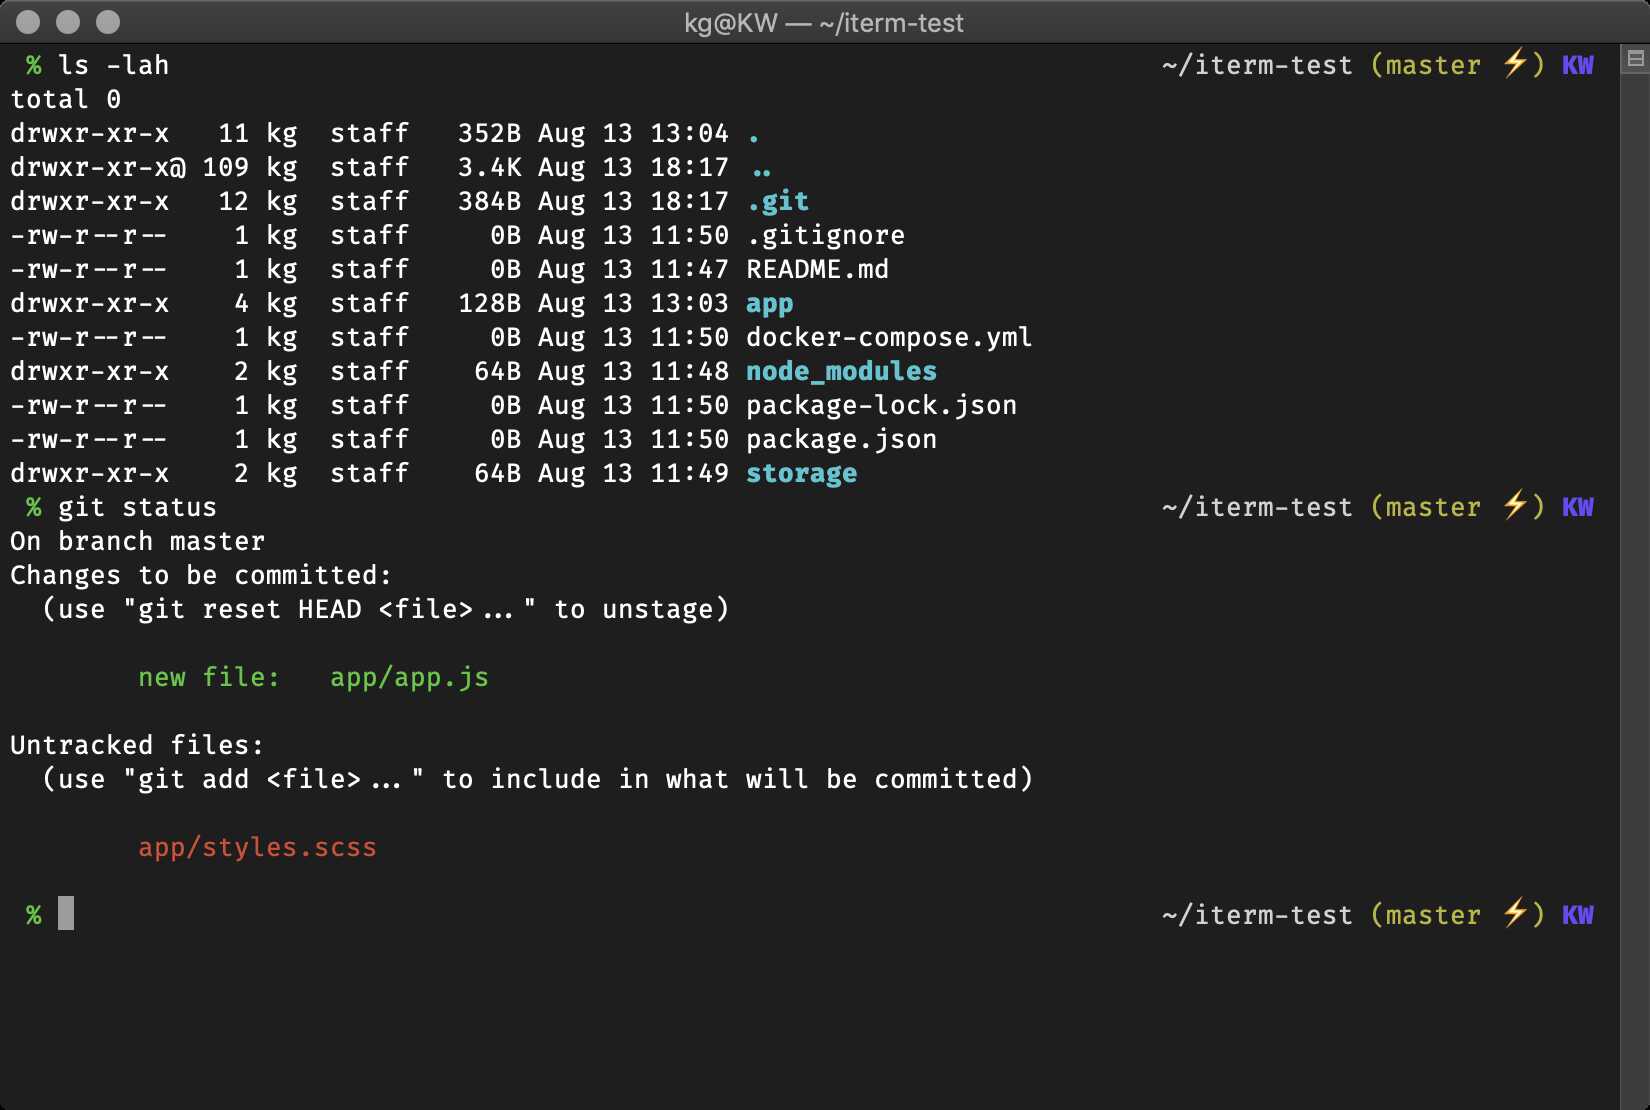 kg@KW — ~/iterm-test
% ls -lah ~/iterm-test (master ⚡) KW
total 0
drwxr-xr-x   11 kg  staff   352B Aug 13 13:04 .
drwxr-xr-x@ 109 kg  staff   3.4K Aug 13 18:17 ..
drwxr-xr-x   12 kg  staff   384B Aug 13 18:17 .git
-rw-r--r--    1 kg  staff     0B Aug 13 11:50 .gitignore
-rw-r--r--    1 kg  staff     0B Aug 13 11:47 README.md
drwxr-xr-x    4 kg  staff   128B Aug 13 13:03 app
-rw-r--r--    1 kg  staff     0B Aug 13 11:50 docker-compose.yml
drwxr-xr-x    2 kg  staff    64B Aug 13 11:48 node_modules
-rw-r--r--    1 kg  staff     0B Aug 13 11:50 package-lock.json
-rw-r--r--    1 kg  staff     0B Aug 13 11:50 package.json
drwxr-xr-x    2 kg  staff    64B Aug 13 11:49 storage
% git status ~/iterm-test (master ⚡) KW
On branch master
Changes to be committed:
  (use "git reset HEAD <file>..." to unstage)
        new file:   app/app.js
Untracked files:
  (use "git add <file>..." to include in what will be committed)
        app/styles.scss
% ~/iterm-test (master ⚡) KW